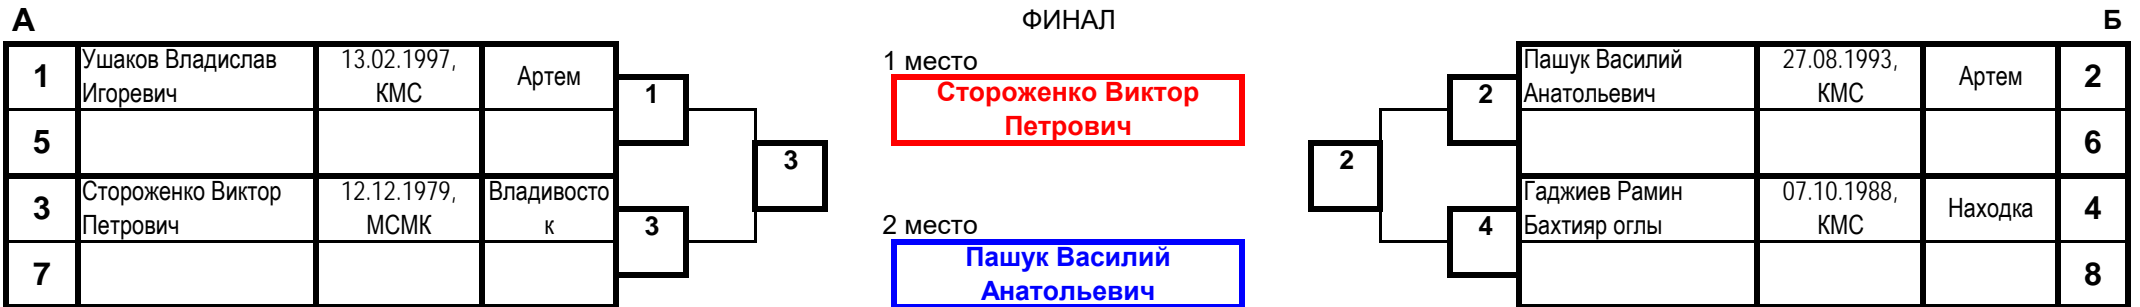 А
ФИНАЛ
Б
1
Ушаков Владислав
Игоревич
13.02.1997,
КМС
Артем
5
3
Стороженко Виктор
Петрович
12.12.1979,
МСМК
Владивосто
к
7
1
3
3
1 место
Стороженко Виктор
Петрович
2 место
Пашук Василий
Анатольевич
2
2
4
Пашук Василий
Анатольевич
27.08.1993,
КМС
Артем
2
6
Гаджиев Рамин
Бахтияр оглы
07.10.1988,
КМС
Находка
4
8